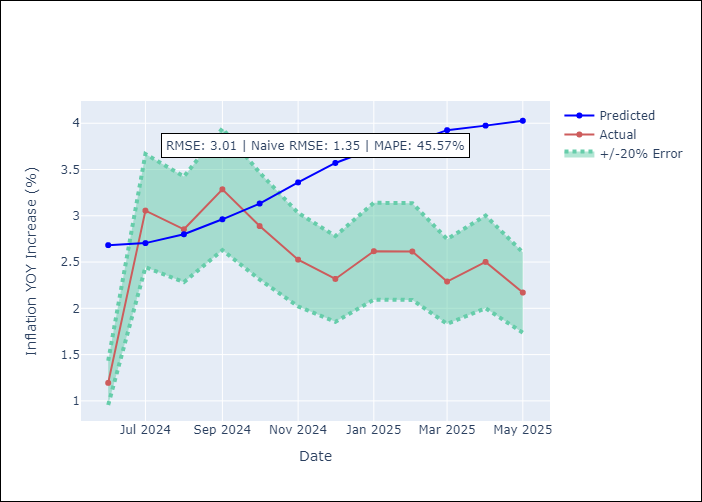 RMSE: 3.01 | Naive RMSE: 1.35 | MAPE: 45.57%
Predicted
Actual
+/-20% Error
Inflation YOY Increase (%)
4
3.5
3
2.5
2
1.5
1
Jul 2024 Sep 2024 Nov 2024 Jan 2025 Mar 2025 May 2025
Date